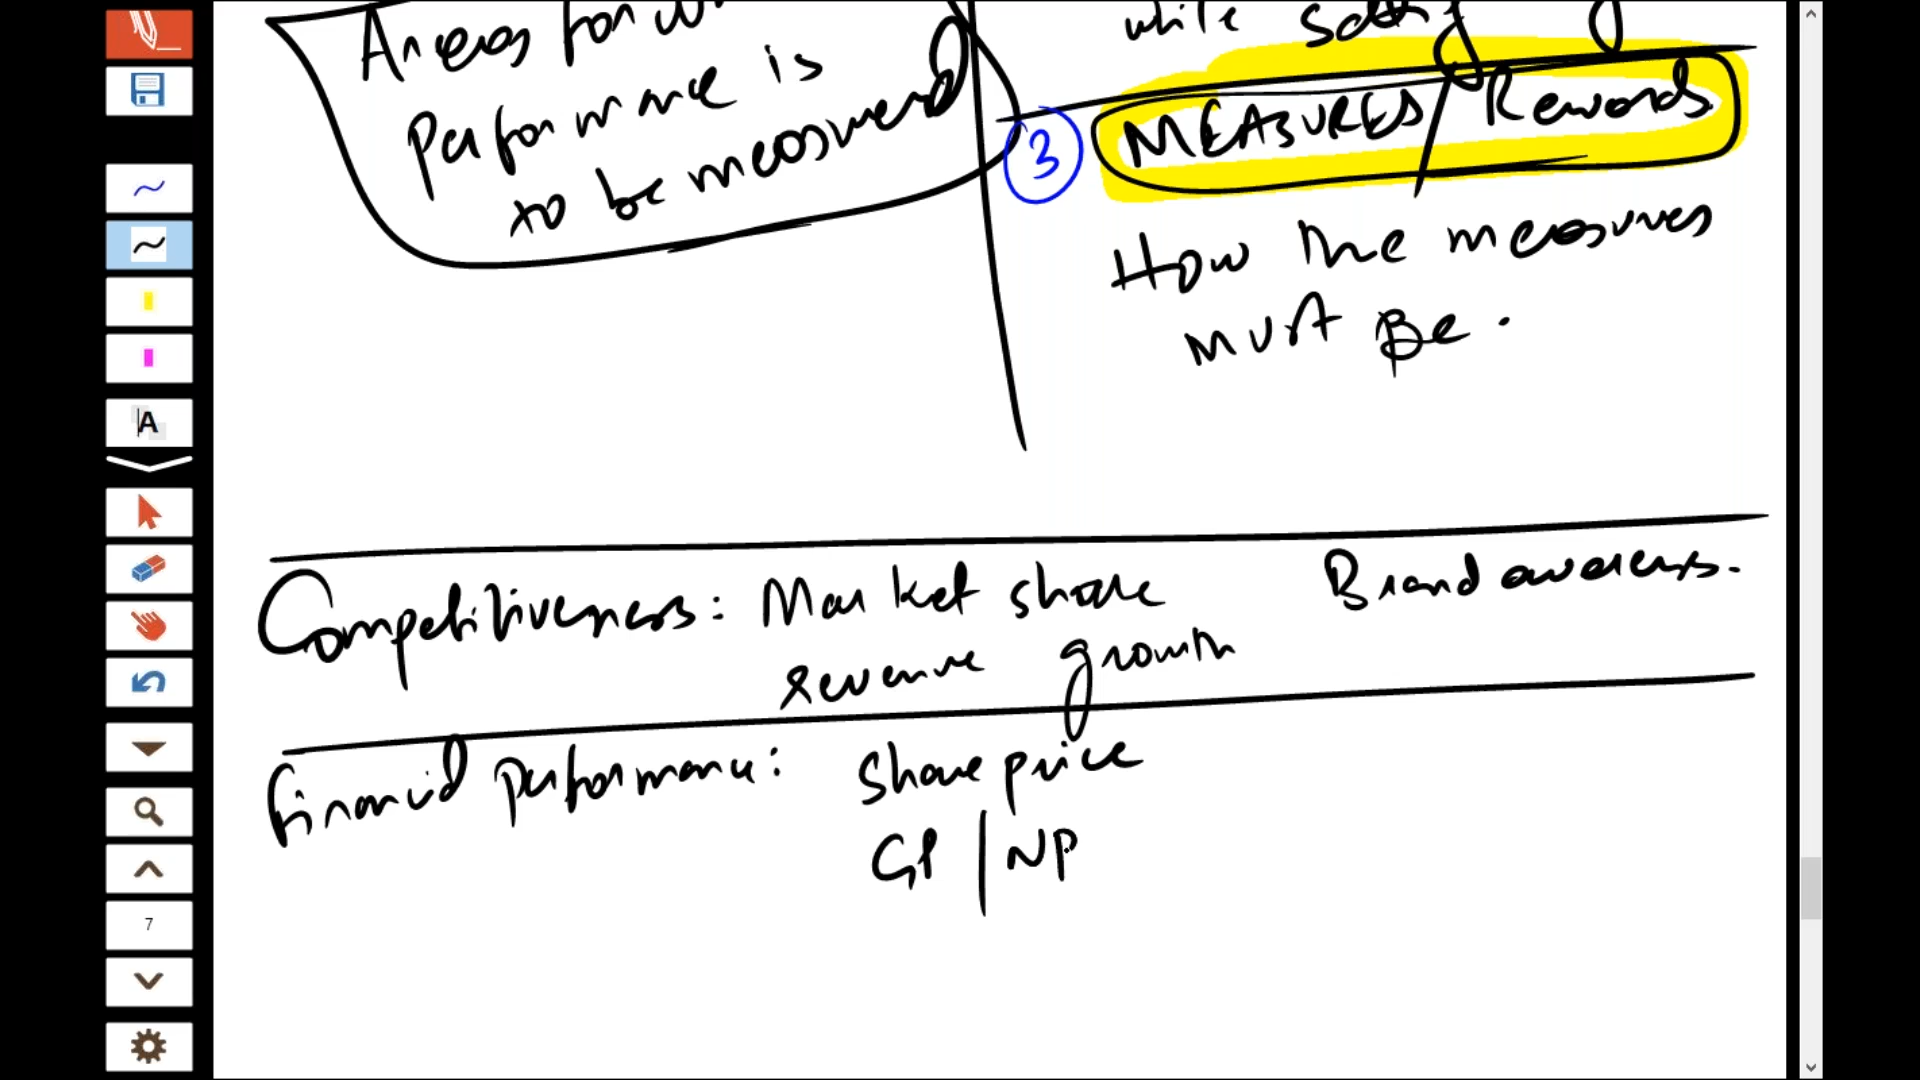 Areas for
Performance is
to be measured
while setting
3
MEASURES / Rewards
How the measures
must Be.
Competitiveness: Market share Brand awareness.
revenue growth
financial performance: Share price
GP | NP
A
7